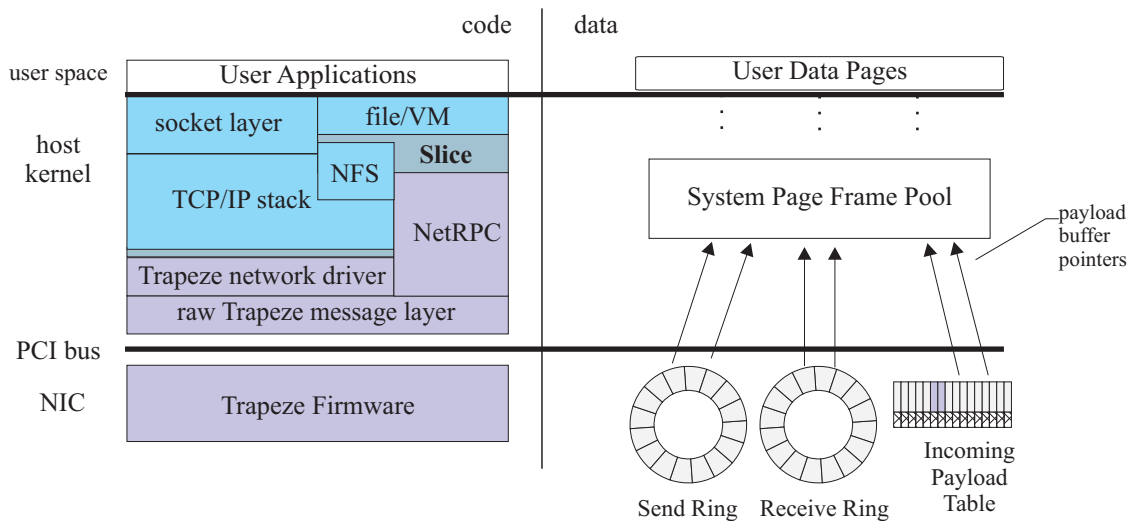 code
data
user space
User Applications
User Data Pages
socket layer
file/VM
host
kernel
Slice
NFS
TCP/IP stack
System Page Frame Pool
NetRPC
payload
buffer
pointers
Trapeze network driver
raw Trapeze message layer
PCI bus
NIC
Trapeze Firmware
Incoming
Payload
Table
Send Ring
Receive Ring